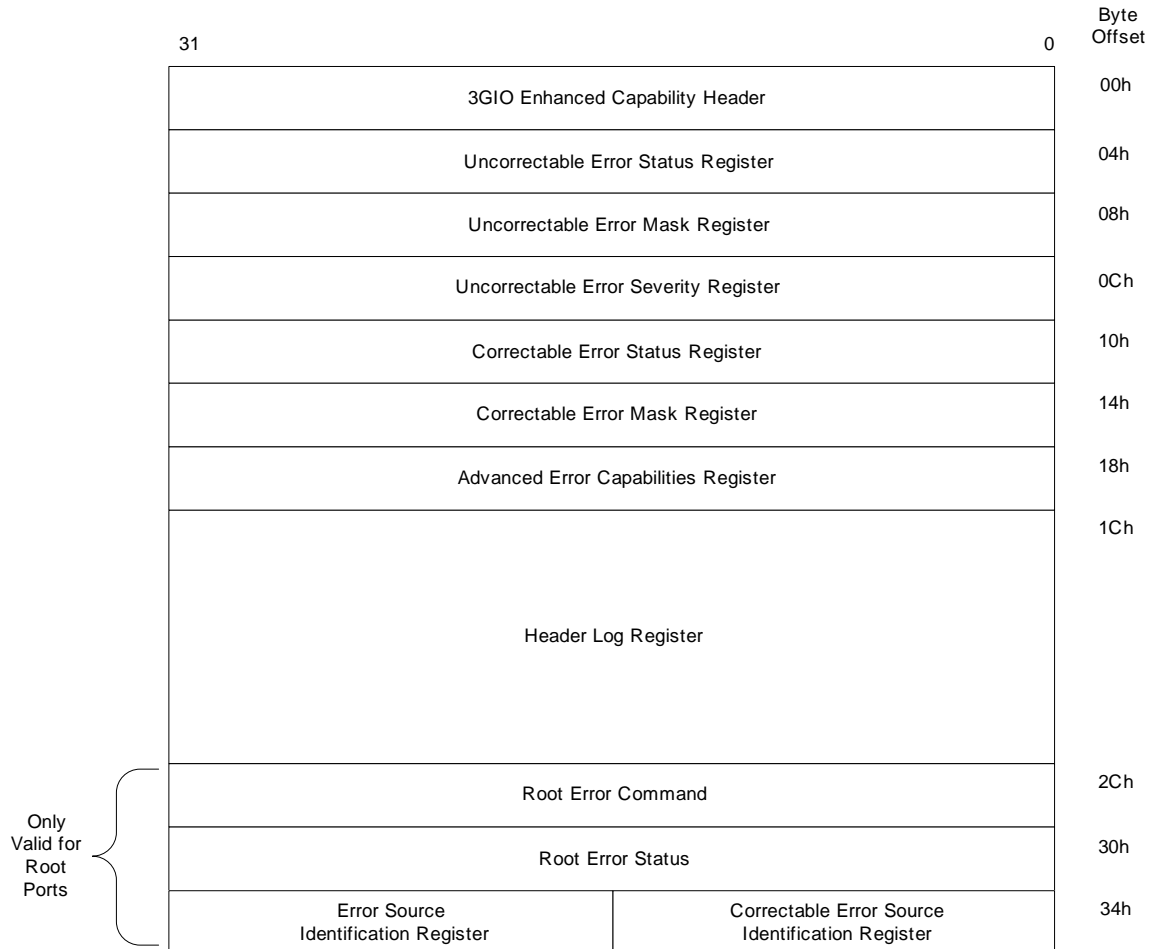 Byte
Offset
31
0
3GIO Enhanced Capability Header
00h
Uncorrectable Error Status Register
04h
Uncorrectable Error Mask Register
08h
Uncorrectable Error Severity Register
0Ch
Correctable Error Status Register
10h
Correctable Error Mask Register
14h
Advanced Error Capabilities Register
18h
1Ch
Header Log Register
Root Error Command
2Ch
Only
Valid for
Root
Ports
Root Error Status
30h
Error Source
Identification Register
Correctable Error Source
Identification Register
34h